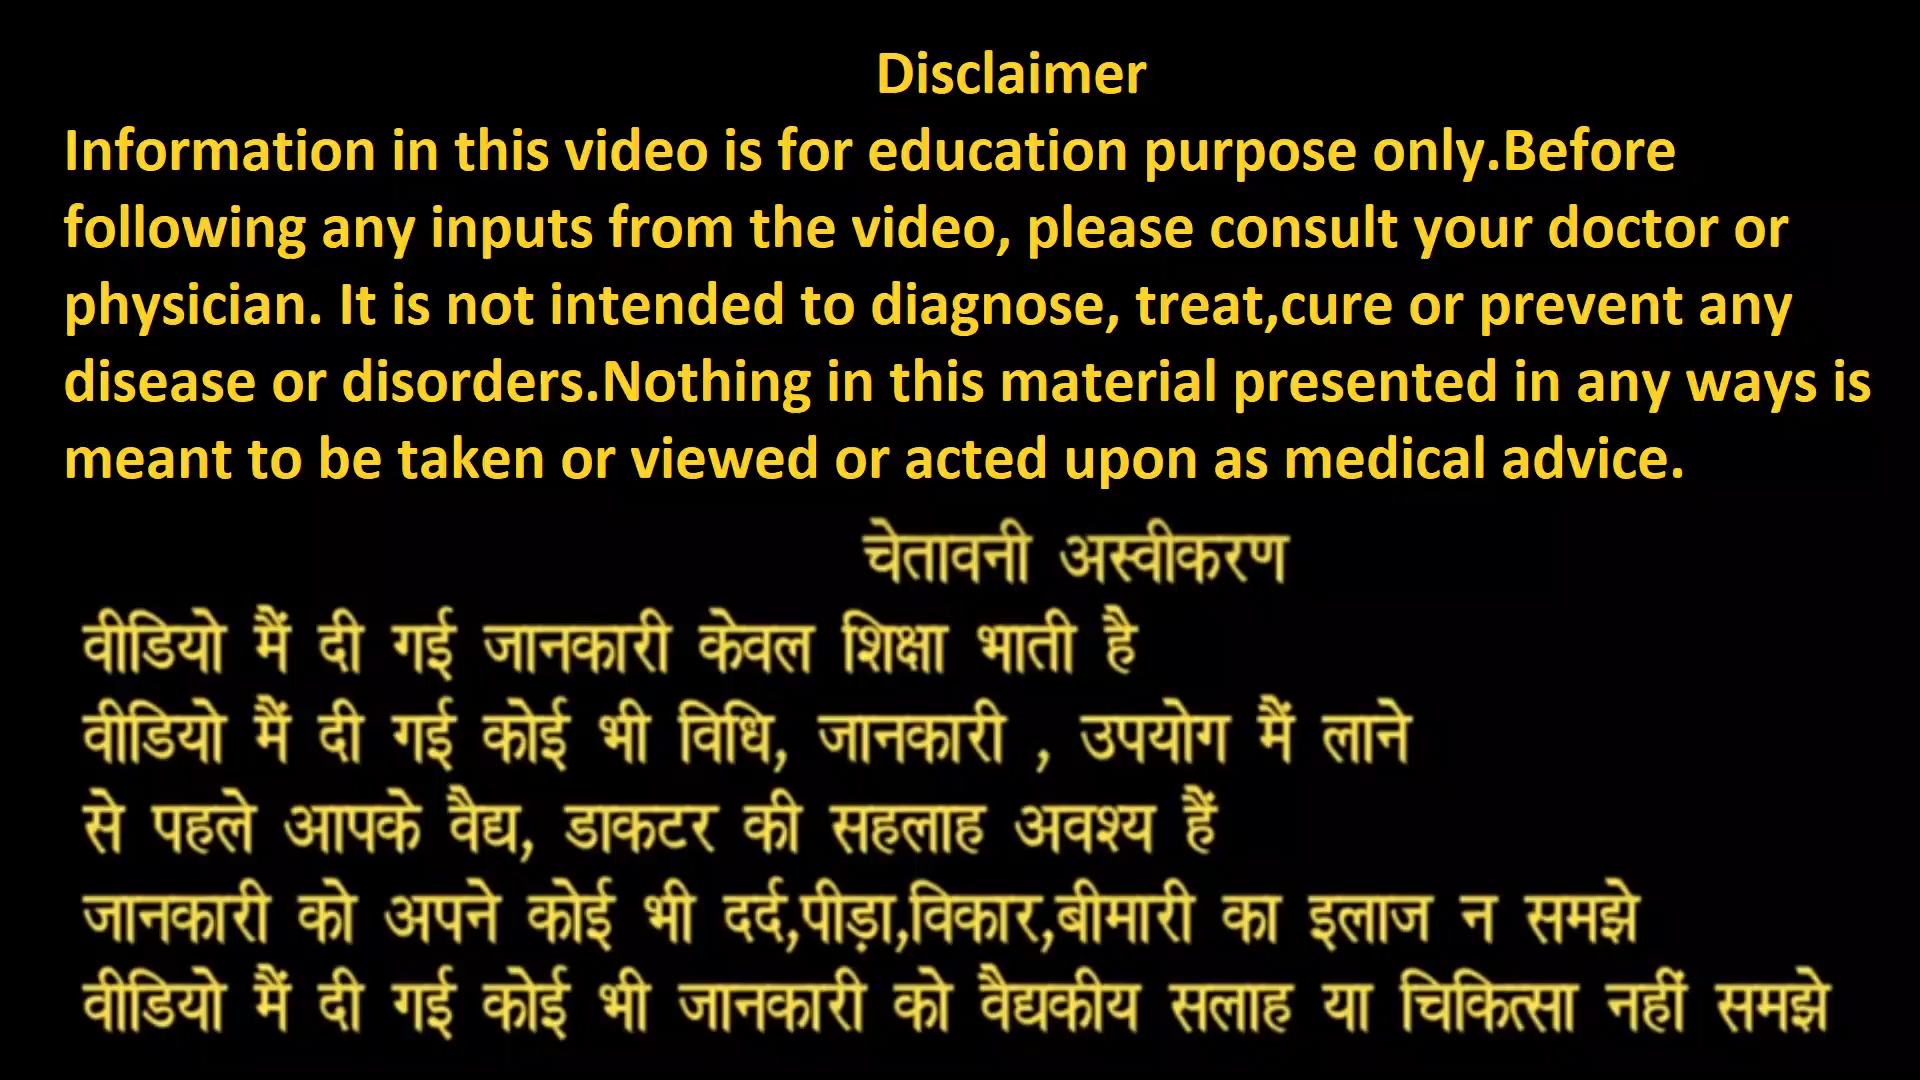 Disclaimer
Information in this video is for education purpose only.Before
following any inputs from the video, please consult your doctor or
physician. It is not intended to diagnose, treat,cure or prevent any
disease or disorders.Nothing in this material presented in any ways is
meant to be taken or viewed or acted upon as medical advice.
चेतावनी अस्वीकरण
वीडियो मैं दी गई जानकारी केवल शिक्षा भाती है
वीडियो मैं दी गई कोई भी विधि, जानकारी , उपयोग मैं लाने
से पहले आपके वैद्य, डाकटर की सहलाह अवश्य हैं
जानकारी को अपने कोई भी दर्द,पीड़ा,विकार,बीमारी का इलाज न समझे
वीडियो मैं दी गई कोई भी जानकारी को वैद्यकीय सलाह या चिकित्सा नहीं समझे